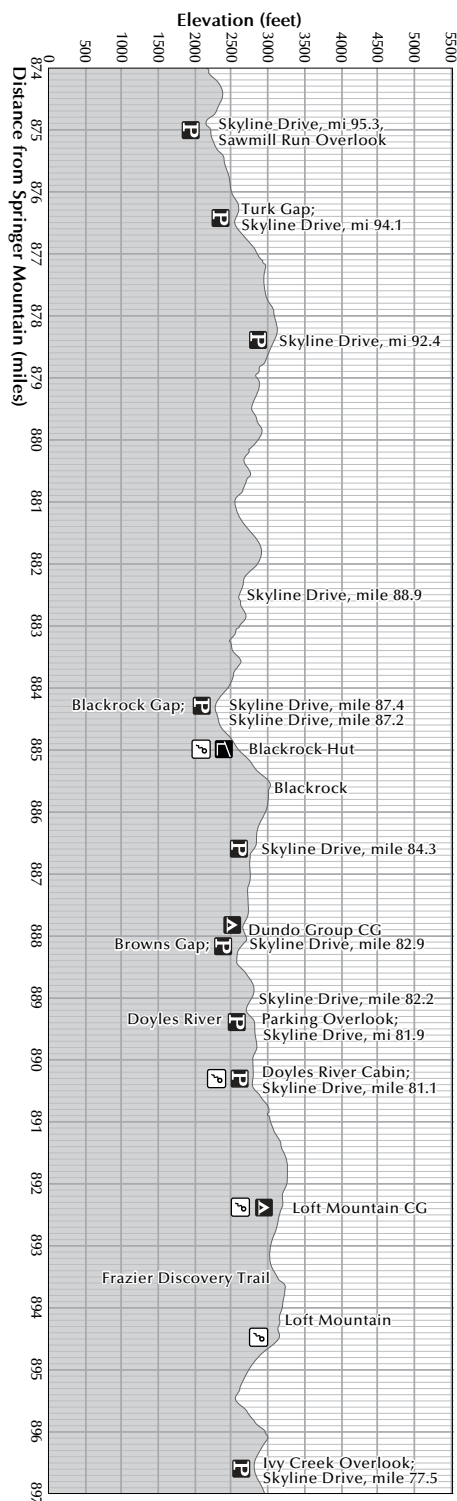 Elevation (feet)
0
500
1000
1500
2000
2500
3000
3500
4000
4500
5000
Distance from Springer Mountain (miles)
874
875
876
877
878
879
880
881
882
883
884
885
886
887
888
889
890
891
892
893
894
895
896
Skyline Drive, mi 95.3,
Sawmill Run Overlook
P
Turk Gap;
Skyline Drive, mi 94.1
P
Skyline Drive, mi 92.4
P
Skyline Drive, mile 88.9
Blackrock Gap;
P
Skyline Drive, mile 87.4
Skyline Drive, mile 87.2
Blackrock Hut
Blackrock
P
Skyline Drive, mile 84.3
Dundo Group CG
Browns Gap;
P
Skyline Drive, mile 82.9
Skyline Drive, mile 82.2
Doyles River
P
Parking Overlook;
Skyline Drive, mi 81.9
P
Doyles River Cabin;
Skyline Drive, mile 81.1
Loft Mountain CG
Frazier Discovery Trail
Loft Mountain
P
Ivy Creek Overlook;
Skyline Drive, mile 77.5